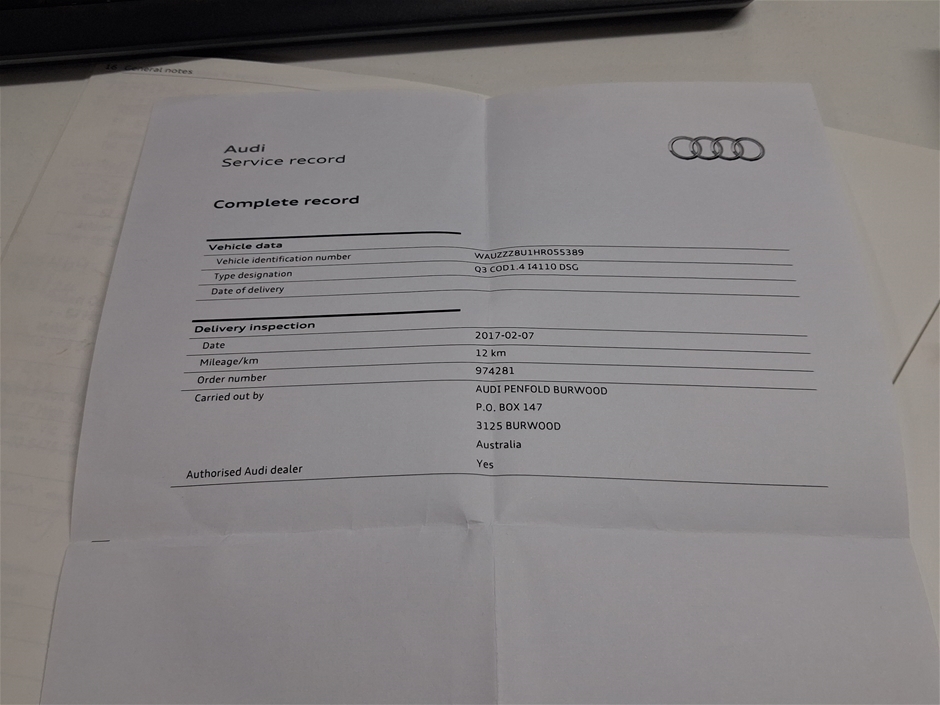 18 General notes
Audi
Service record
Complete record
Vehicle data
Vehicle identification number WAUZZZ8U1HR055389
Type designation Q3 COD1.4 I4110 DSG
Date of delivery
Delivery inspection
Date 2017-02-07
Mileage/km 12 km
Order number 974281
Carried out by AUDI PENFOLD BURWOOD
P.O. BOX 147
3125 BURWOOD
Australia
Authorised Audi dealer Yes